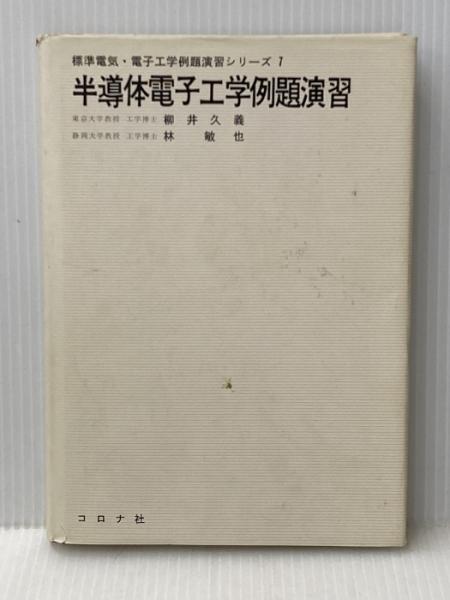 標準電気・電子工学例題演習シリーズ 1
半導体電子工学例題演習
東京大学教授 工学博士 柳井久義
静岡大学教授 工学博士 林敏也
コロナ社